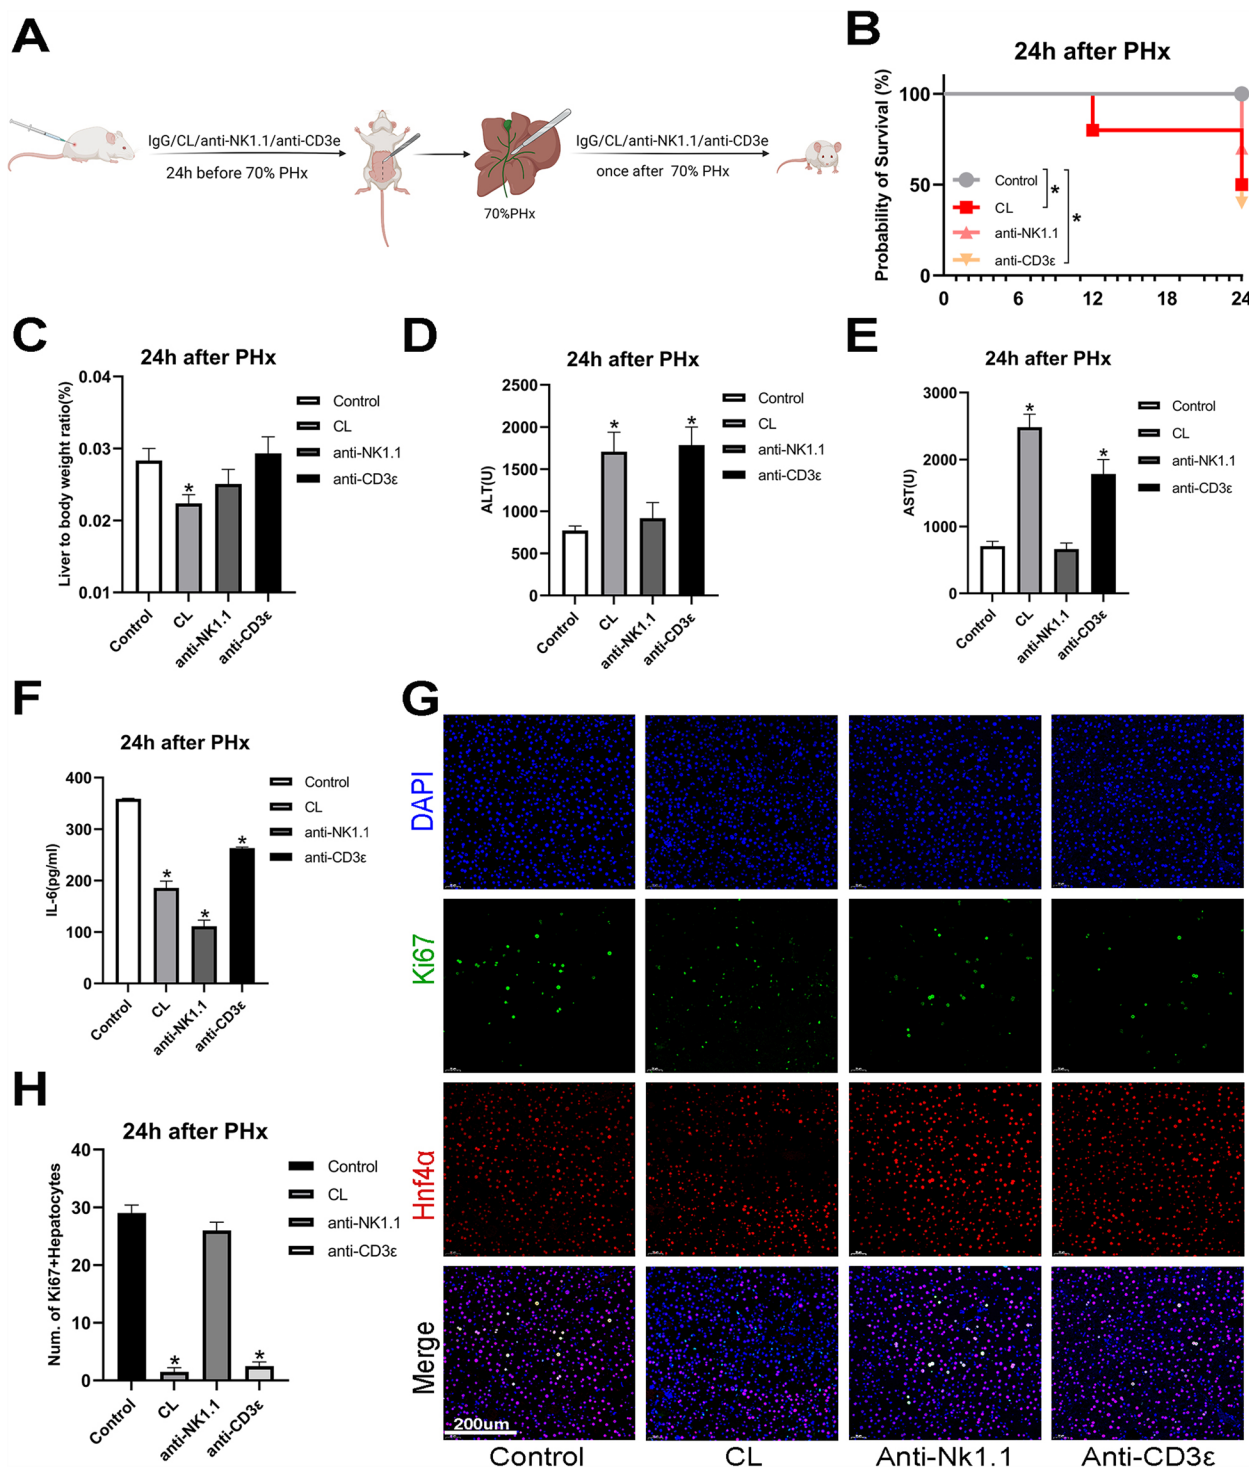 A
IgG/CL/anti-NK1.1/anti-CD3e
24h before 70% PHx
70%PHx
IgG/CL/anti-NK1.1/anti-CD3e
once after 70% PHx
B
24h after PHx
Probability of Survival (%)
100
50
0
0 6 12 18 24
Control
CL
anti-NK1.1
anti-CD3ε
*
*
C
24h after PHx
Liver to body weight ratio(%)
0.04
0.03
0.02
0.01
*
Control
CL
anti-NK1.1
anti-CD3ε
Control
CL
anti-NK1.1
anti-CD3ε
D
24h after PHx
ALT(U)
2500
2000
1500
1000
500
0
* *
Control
CL
anti-NK1.1
anti-CD3ε
Control
CL
anti-NK1.1
anti-CD3ε
E
24h after PHx
AST(U)
3000
2000
1000
0
* *
Control
CL
anti-NK1.1
anti-CD3ε
Control
CL
anti-NK1.1
anti-CD3ε
F
24h after PHx
IL-6(pg/ml)
400
300
200
100
0
* * *
Control
CL
anti-NK1.1
anti-CD3ε
Control
CL
anti-NK1.1
anti-CD3ε
G
DAPI
Ki67
Hnf4α
Merge
200um
Control CL Anti-Nk1.1 Anti-CD3ε
H
24h after PHx
Num. of Ki67+Hepatocytes
40
30
20
10
0
* *
Control
CL
anti-NK1.1
anti-CD3ε
Control
CL
anti-NK1.1
anti-CD3ε